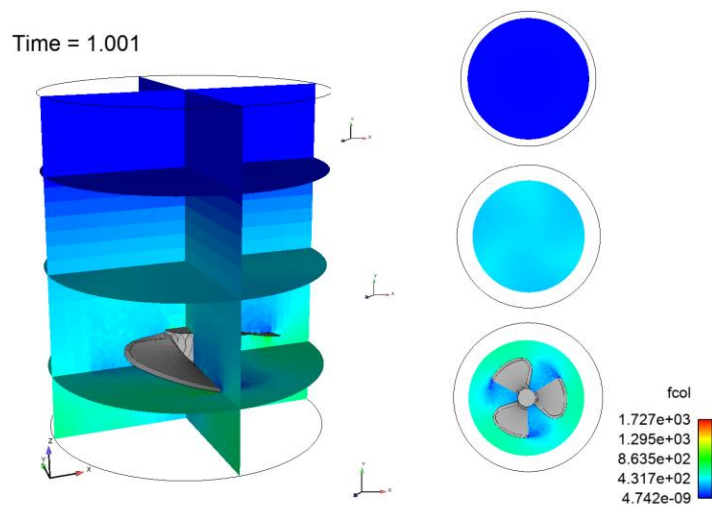 Time = 1.001
fcol
1.727e+03
1.295e+03
8.635e+02
4.317e+02
4.742e-09
Z
Y
X
Y
X
Y
X
Y
X